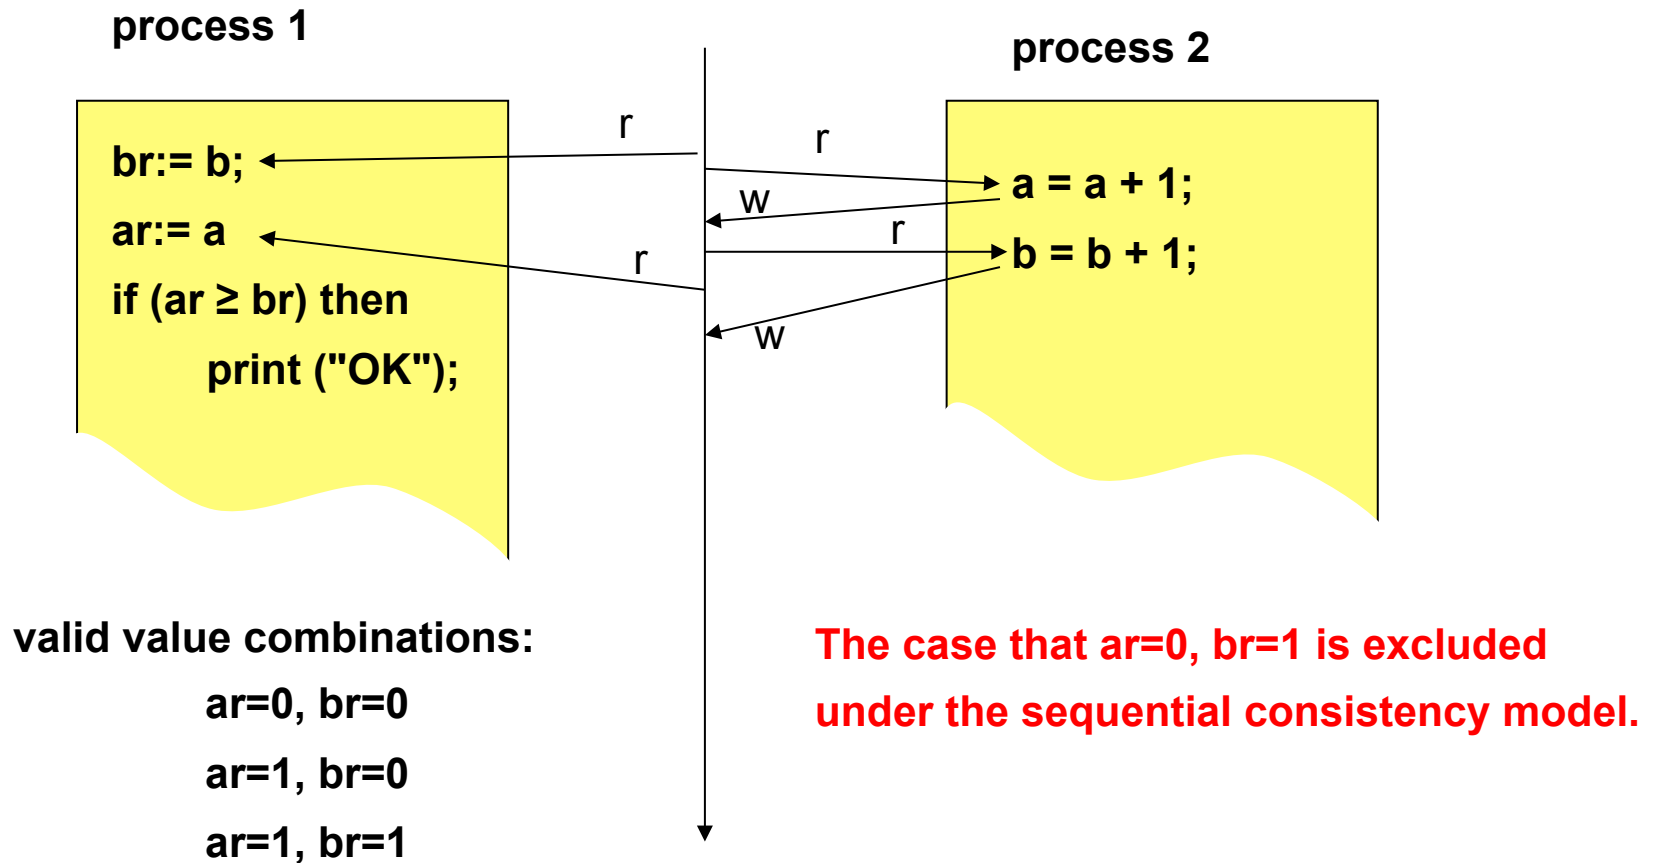 process 1
process 2
br:= b;
ar:= a
if (ar ≥ br) then
print ("OK");
r
r
w
r
r
w
a = a + 1;
b = b + 1;
valid value combinations:
ar=0, br=0
ar=1, br=0
ar=1, br=1
The case that ar=0, br=1 is excluded
under the sequential consistency model.